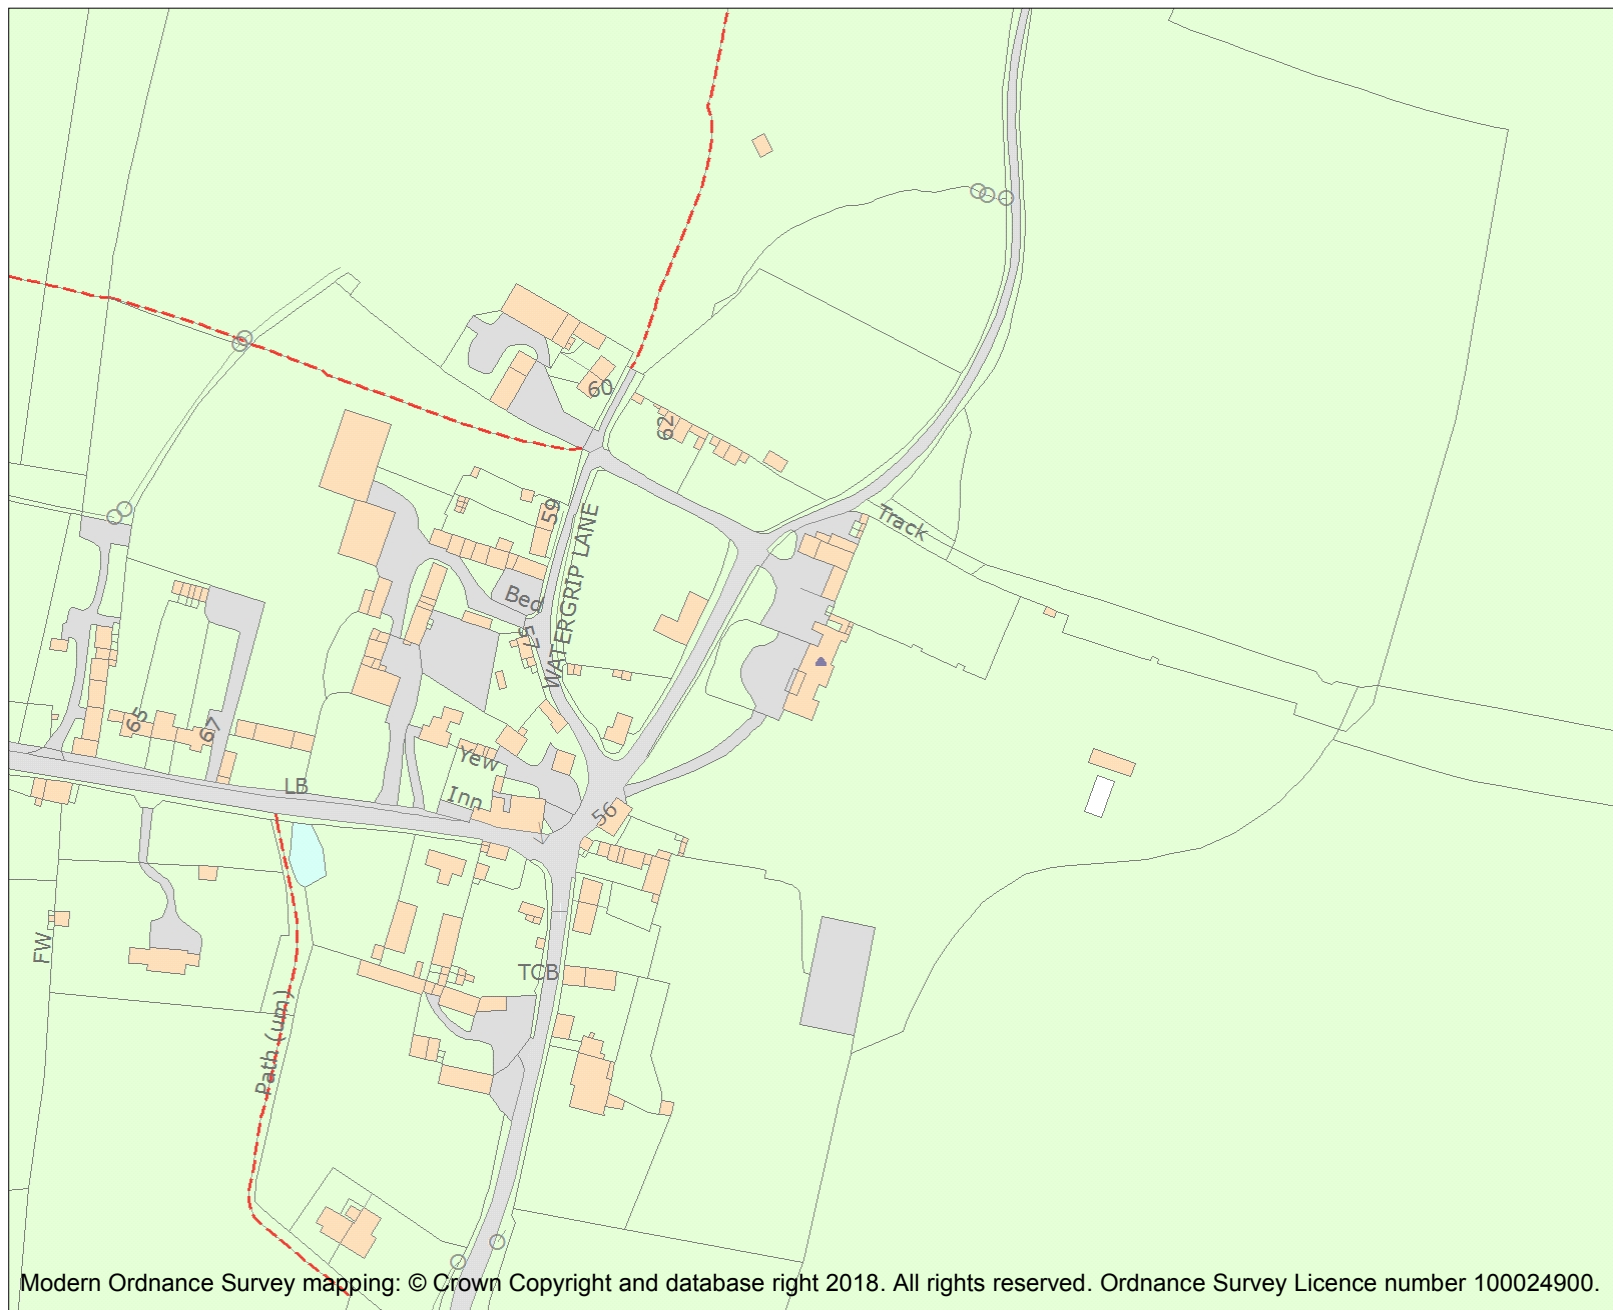 60
62
59
Track
WATERGRIP LANE
Bed
57
65
67
Yew
LB
Inn
56
FW
TCB
Path (um)
Modern Ordnance Survey mapping: © Crown Copyright and database right 2018. All rights reserved. Ordnance Survey Licence number 100024900.